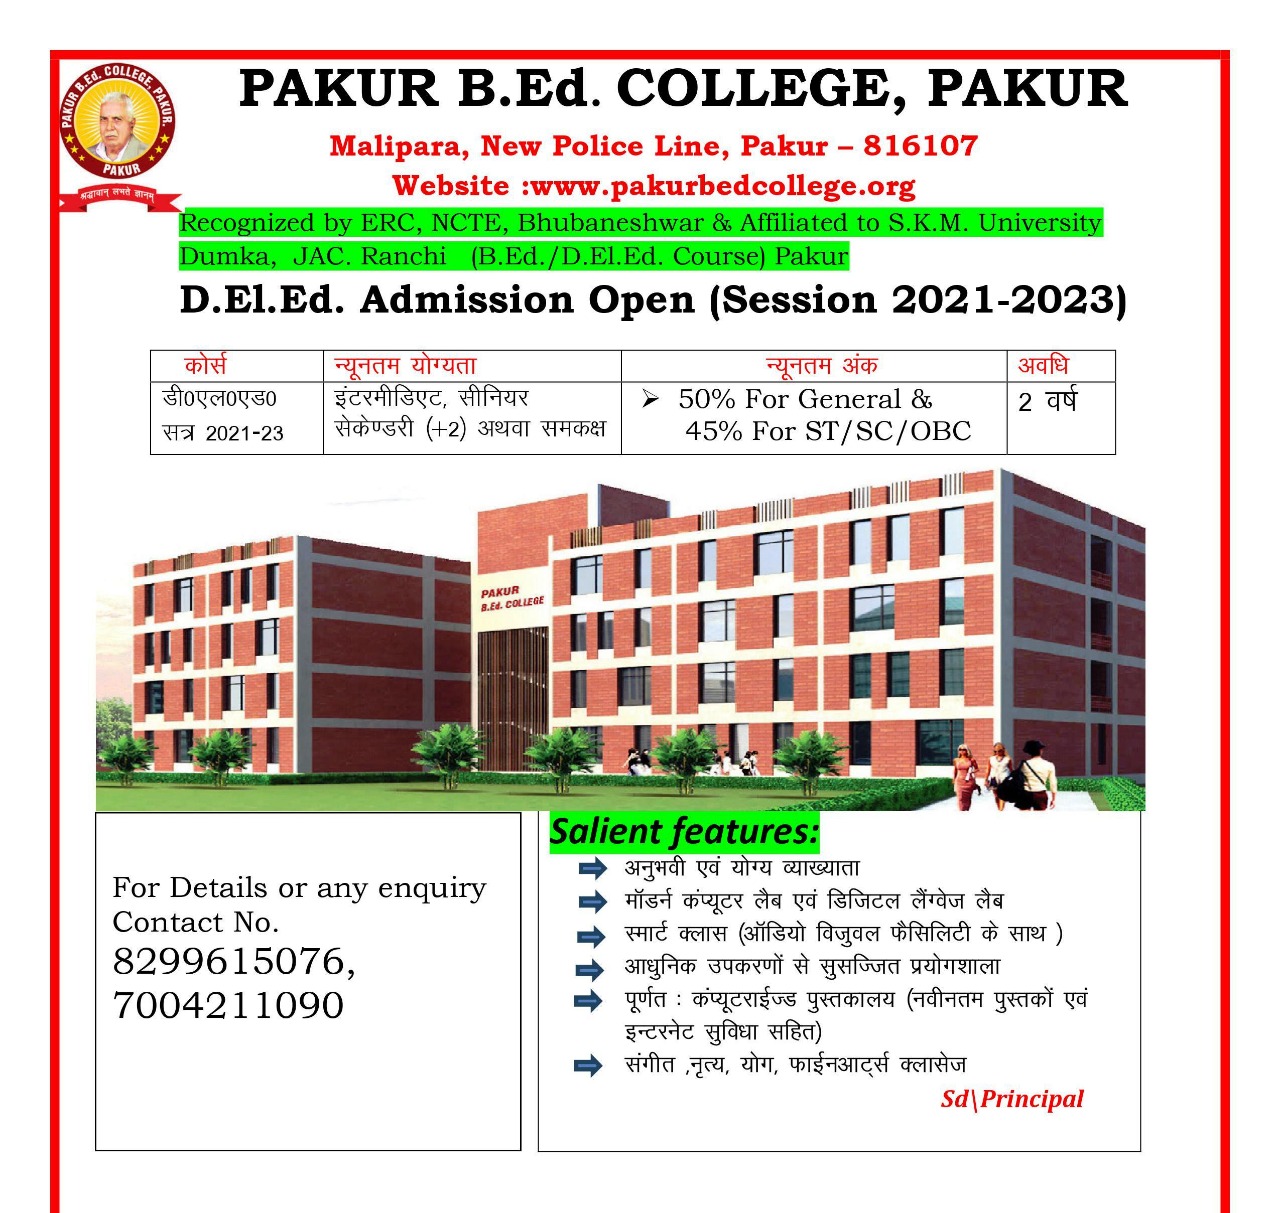 PAKUR B.Ed. COLLEGE, PAKUR.
PAKUR
श्रद्धावान् लभते ज्ञानम्
PAKUR B.Ed. COLLEGE, PAKUR
Malipara, New Police Line, Pakur – 816107
Website :www.pakurbedcollege.org
Recognized by ERC, NCTE, Bhubaneshwar & Affiliated to S.K.M. University
Dumka, JAC. Ranchi (B.Ed./D.El.Ed. Course) Pakur
D.El.Ed. Admission Open (Session 2021-2023)
कोर्स न्यूनतम योग्यता न्यूनतम अंक अवधि
डी0एल0एड0 इंटरमीडिएट, सीनियर ➢ 50% For General & 2 वर्ष
सत्र 2021-23 सेकेण्डरी (+2) अथवा समकक्ष 45% For ST/SC/OBC
PAKUR
B.Ed. COLLEGE
For Details or any enquiry
Contact No.
8299615076,
7004211090
Salient features:
अनुभवी एवं योग्य व्याख्याता
मॉडर्न कंप्यूटर लैब एवं डिजिटल लैंग्वेज लैब
स्मार्ट क्लास (ऑडियो विजुवल फैसिलिटी के साथ )
आधुनिक उपकरणों से सुसज्जित प्रयोगशाला
पूर्णत : कंप्यूटराईज्ड पुस्तकालय (नवीनतम पुस्तकों एवं
इन्टरनेट सुविधा सहित)
संगीत ,नृत्य, योग, फाईनआर्ट्स क्लासेज
Sd\Principal